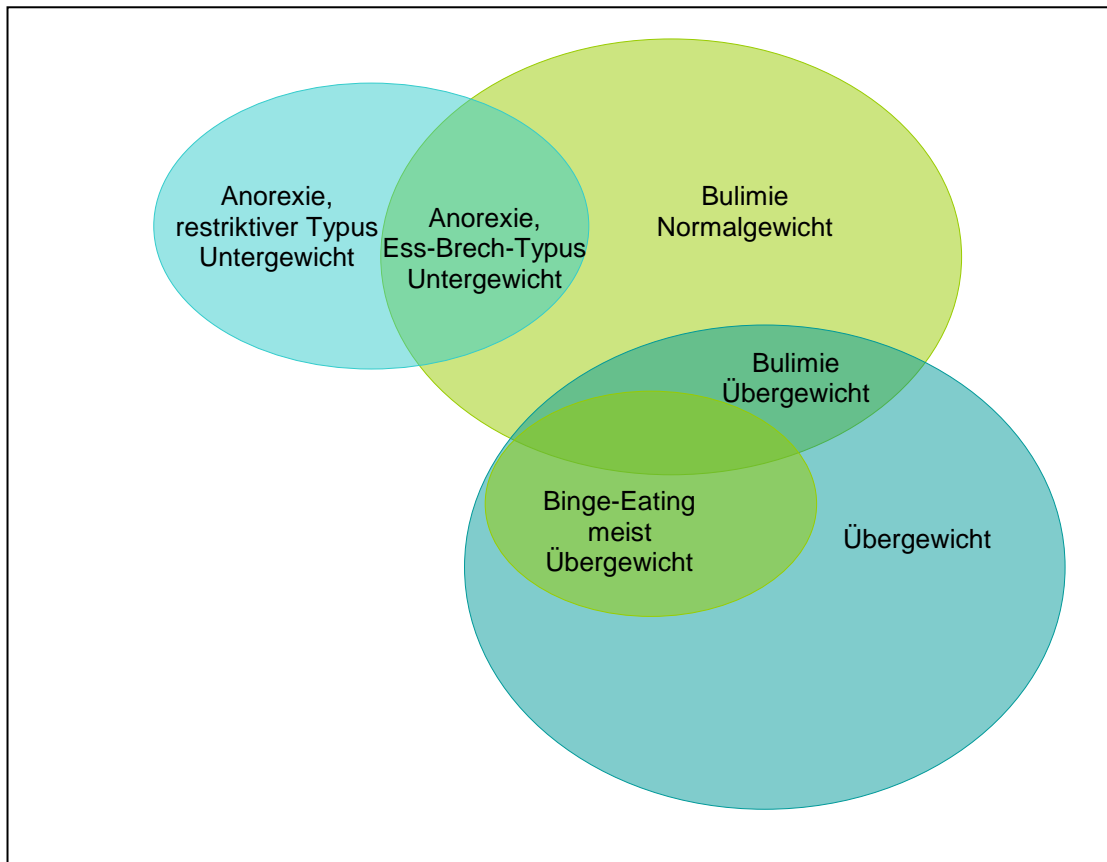 Anorexie,
restriktiver Typus
Untergewicht
Anorexie,
Ess-Brech-Typus
Untergewicht
Bulimie
Normalgewicht
Bulimie
Übergewicht
Binge-Eating
meist
Übergewicht
Übergewicht